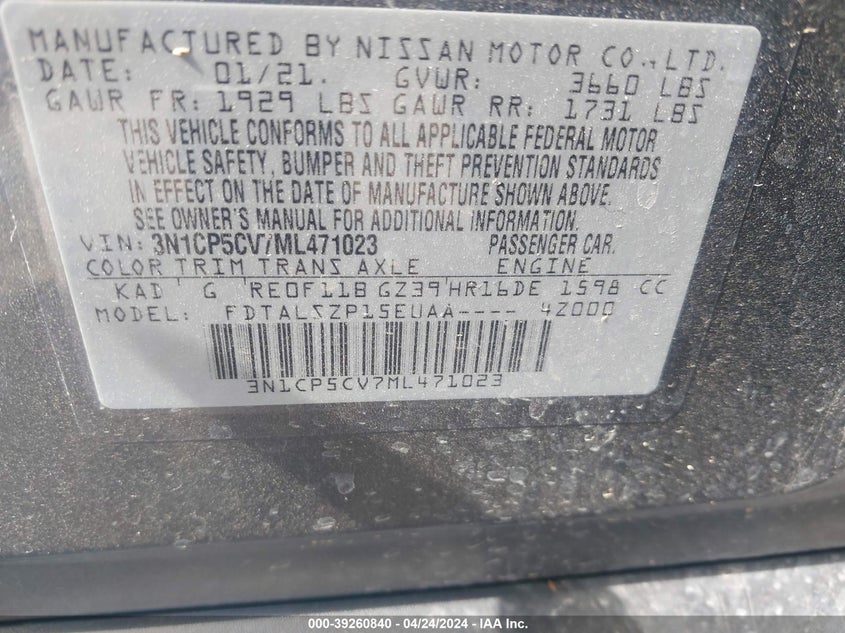 MANUFACTURED BY NISSAN MOTOR CO.,LTD.
DATE: 01/21. GVWR: 3660 LBS
GAWR FR: 1929 LBS GAWR RR: 1731 LBS
THIS VEHICLE CONFORMS TO ALL APPLICABLE FEDERAL MOTOR
VEHICLE SAFETY, BUMPER AND THEFT PREVENTION STANDARDS
IN EFFECT ON THE DATE OF MANUFACTURE SHOWN ABOVE.
SEE OWNER'S MANUAL FOR ADDITIONAL INFORMATION.
VIN: 3N1CP5CV7ML471023 PASSENGER CAR.
COLOR TRIM TRANS AXLE ENGINE
KAD G RE0F11B GZ39 HR16DE 1598 CC
MODEL: FDTALSZP15EUAA---- 42000
3N1CP5CV7ML471023
000-39260840 / 04/24/2024 / IAA Inc.